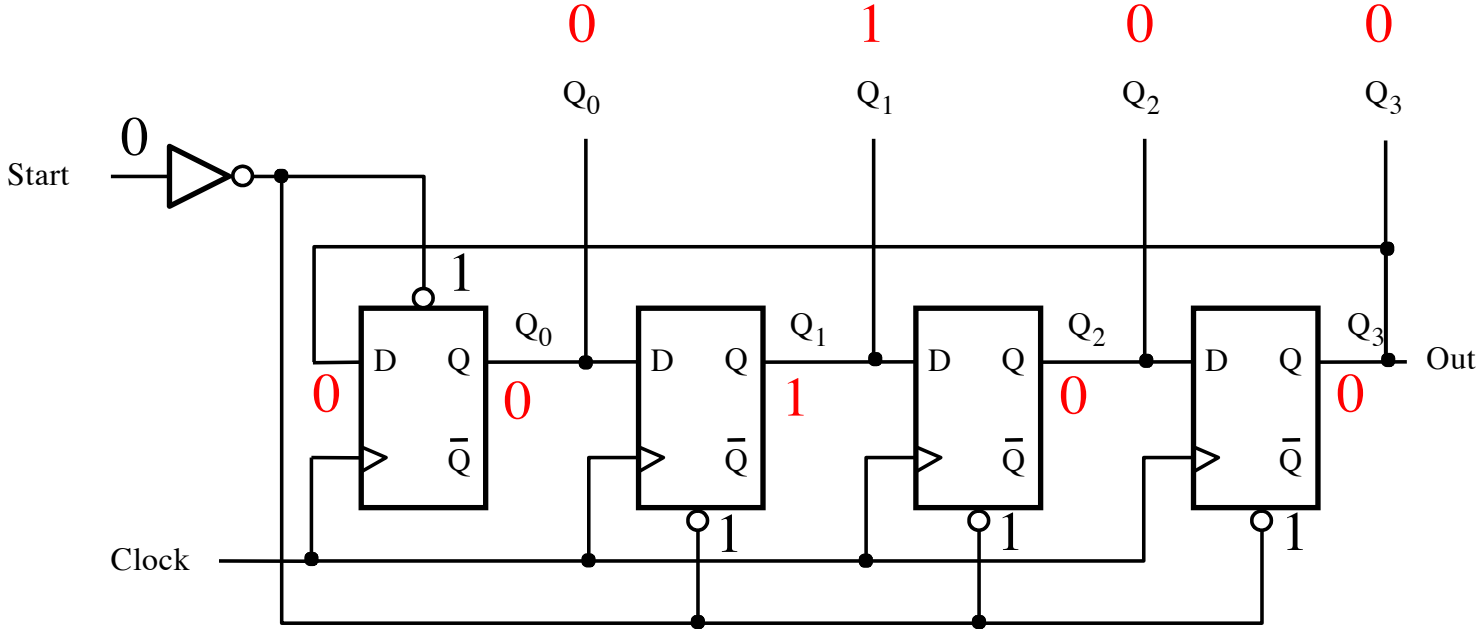 0 1 0 0
Q0 Q1 Q2 Q3
0
Start
1
Q0 Q1 Q2 Q3
D Q D Q D Q D Q Out
0 0 1 0 0
Q̅ Q̅ Q̅ Q̅
1 1 1
Clock